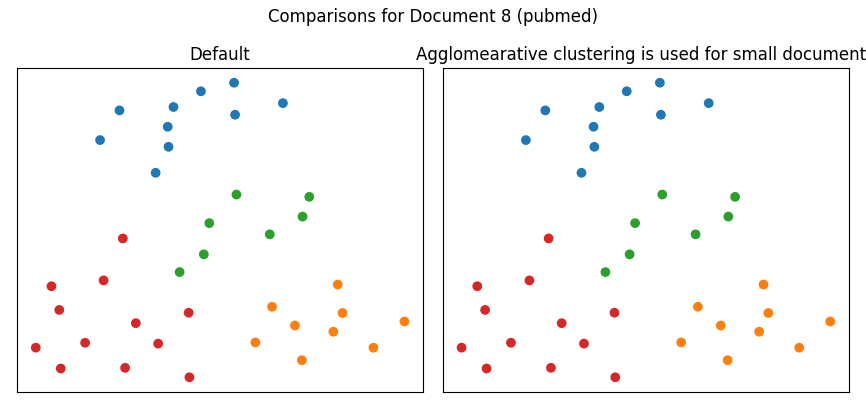 Comparisons for Document 8 (pubmed)
Default
Agglomearative clustering is used for small document